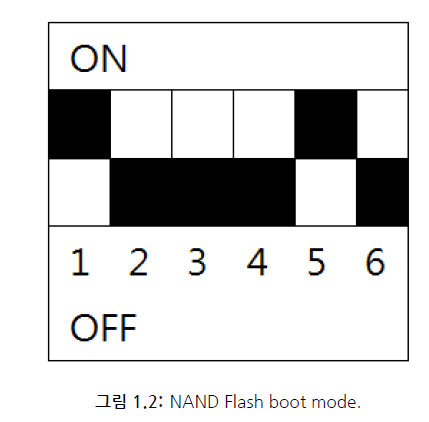 ON
1 2 3 4 5 6
OFF
그림 1.2: NAND Flash boot mode.